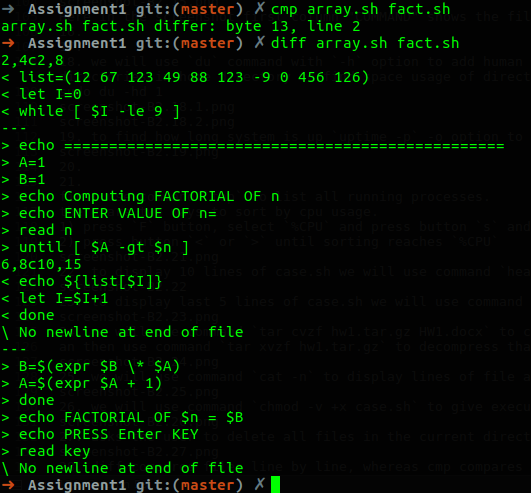 ➜ Assignment1 git:(master) ✗ cmp array.sh fact.sh
array.sh fact.sh differ: byte 13, line 2
➜ Assignment1 git:(master) ✗ diff array.sh fact.sh
2,4c2,8
< list=(12 67 123 49 88 123 -9 0 456 126)
< let I=0
< while [ $I -le 9 ]
---
> echo =================================================
> A=1
> B=1
> echo Computing FACTORIAL OF n
> echo ENTER VALUE OF n=
> read n
> until [ $A -gt $n ]
6,8c10,15
< echo ${list[$I]}
< let I=$I+1
< done
\ No newline at end of file
---
> B=$(expr $B \* $A)
> A=$(expr $A + 1)
> done
> echo FACTORIAL OF $n = $B
> echo PRESS Enter KEY
> read key
\ No newline at end of file
➜ Assignment1 git:(master) ✗